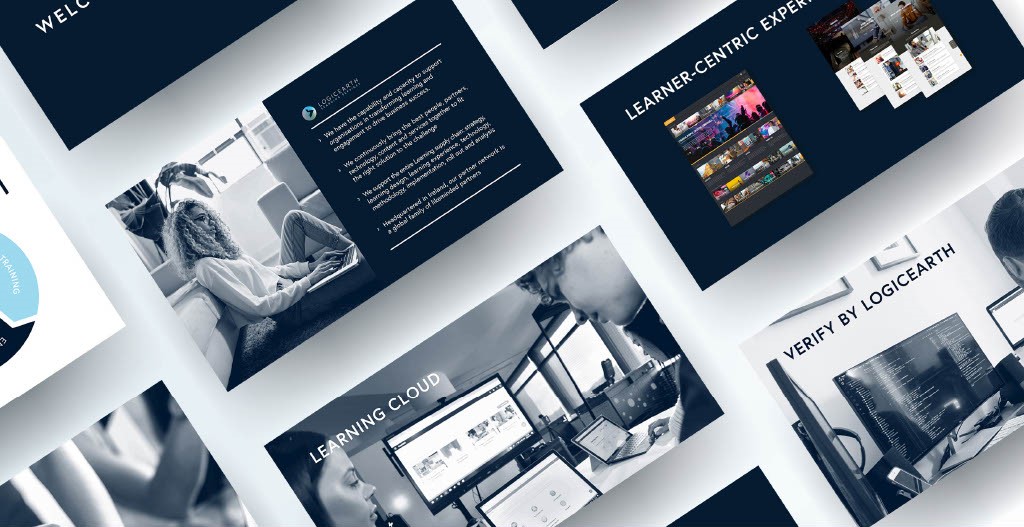 WELC
LOGICEARTH
› We have the capability and capacity to support
organisations in transforming learning and
engagement to drive business success.
› We continuously bring the best people, partners,
technology, content and services together to fit
the right solution to the challenge
› We support the entire Learning supply chain: strategy,
learning design, learning experience, technology,
methodology, implementation, roll out and analysis
› Headquartered in Ireland, our partner network is
a global family of likeminded partners
LEARNER-CENTRIC EXPER
TRAINING
LEARNING CLOUD
VERIFY BY LOGICEARTH